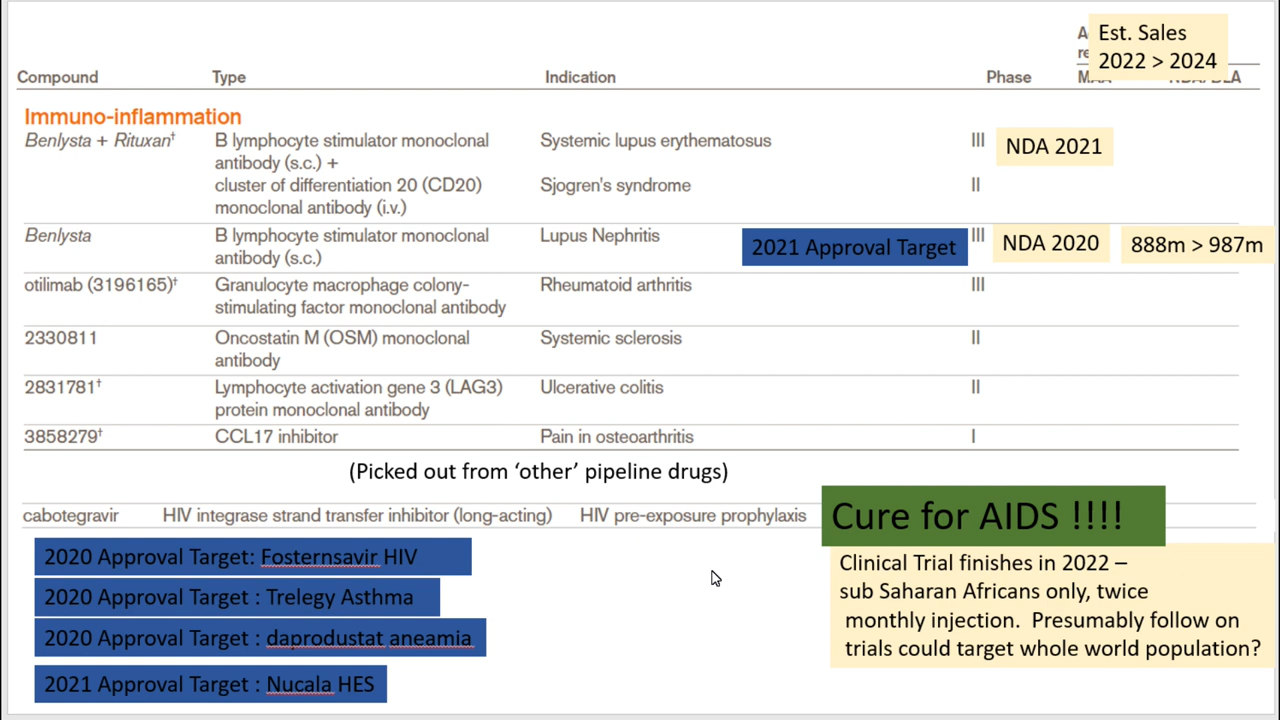 Est. Sales
2022 > 2024
Compound Type Indication Phase
Immuno-inflammation
Benlysta + Rituxan† B lymphocyte stimulator monoclonal Systemic lupus erythematosus III NDA 2021
antibody (s.c.) +
cluster of differentiation 20 (CD20) Sjogren's syndrome II
monoclonal antibody (i.v.)
Benlysta B lymphocyte stimulator monoclonal Lupus Nephritis 2021 Approval Target III NDA 2020 888m > 987m
antibody (s.c.)
otilimab (3196165)† Granulocyte macrophage colony- Rheumatoid arthritis III
stimulating factor monoclonal antibody
2330811 Oncostatin M (OSM) monoclonal Systemic sclerosis II
antibody
2831781† Lymphocyte activation gene 3 (LAG3) Ulcerative colitis II
protein monoclonal antibody
3858279† CCL17 inhibitor Pain in osteoarthritis I
(Picked out from ‘other’ pipeline drugs)
cabotegravir HIV integrase strand transfer inhibitor (long-acting) HIV pre-exposure prophylaxis Cure for AIDS !!!!
2020 Approval Target: Fosternsavir HIV
2020 Approval Target : Trelegy Asthma
2020 Approval Target : daprodustat aneamia
2021 Approval Target : Nucala HES
Clinical Trial finishes in 2022 –
sub Saharan Africans only, twice
monthly injection. Presumably follow on
trials could target whole world population?